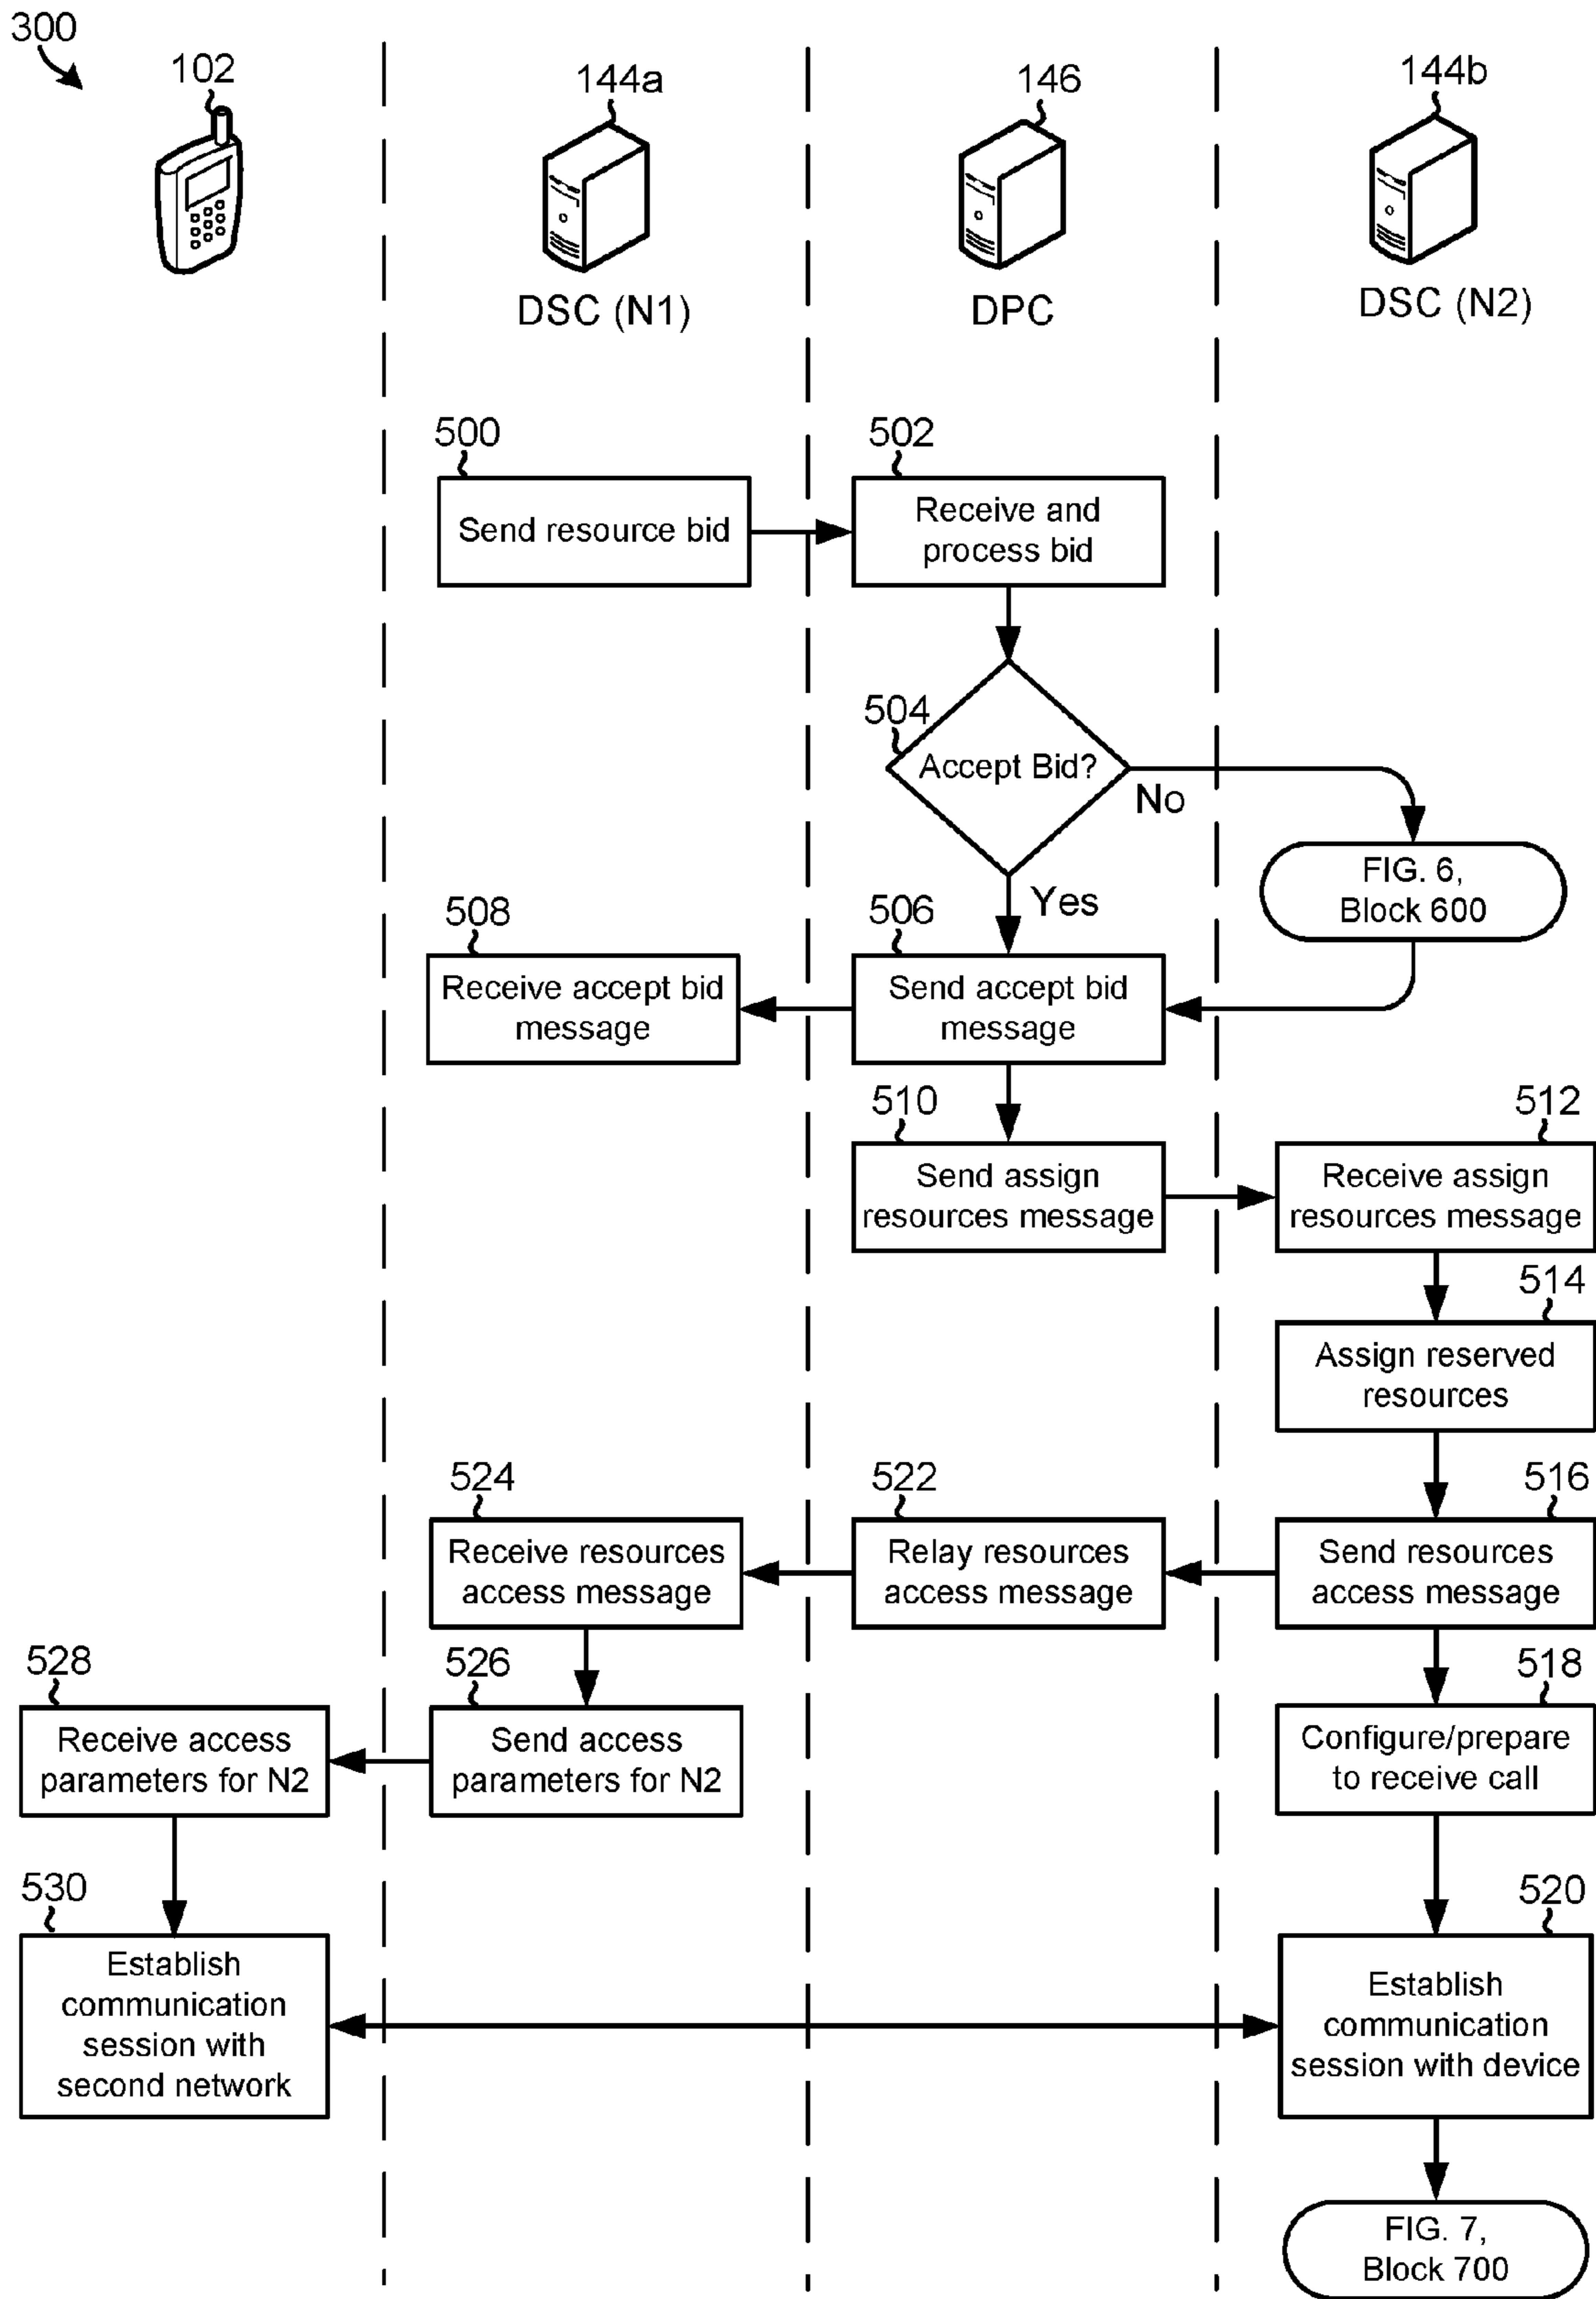 300
102
144a
146
144b
DSC (N1)
DPC
DSC (N2)
500
502
Send resource bid
Receive and
process bid
504
Accept Bid?
No
FIG. 6,
Block 600
Yes
508
506
Receive accept bid
message
Send accept bid
message
510
512
Send assign
resources message
Receive assign
resources message
514
Assign reserved
resources
524
522
516
Receive resources
access message
Relay resources
access message
Send resources
access message
528
526
518
Receive access
parameters for N2
Send access
parameters for N2
Configure/prepare
to receive call
530
520
Establish
communication
session with
second network
Establish
communication
session with device
FIG. 7,
Block 700